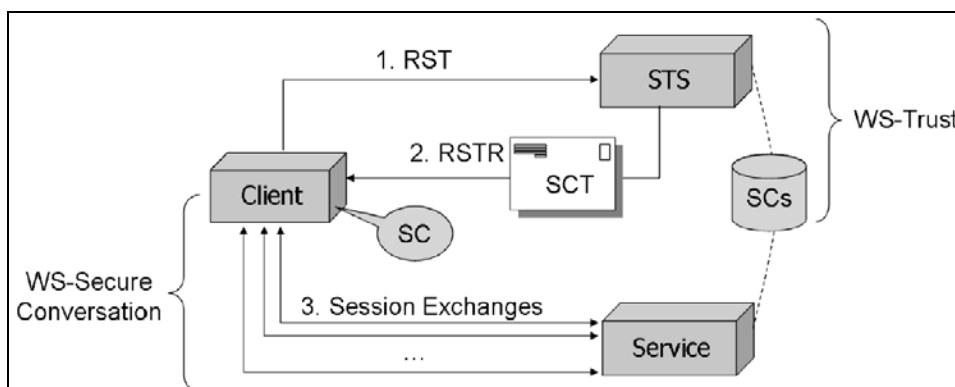 1. RST
STS
WS-Trust
2. RSTR
SCT
Client
SCs
SC
WS-Secure
Conversation
3. Session Exchanges
Service
...